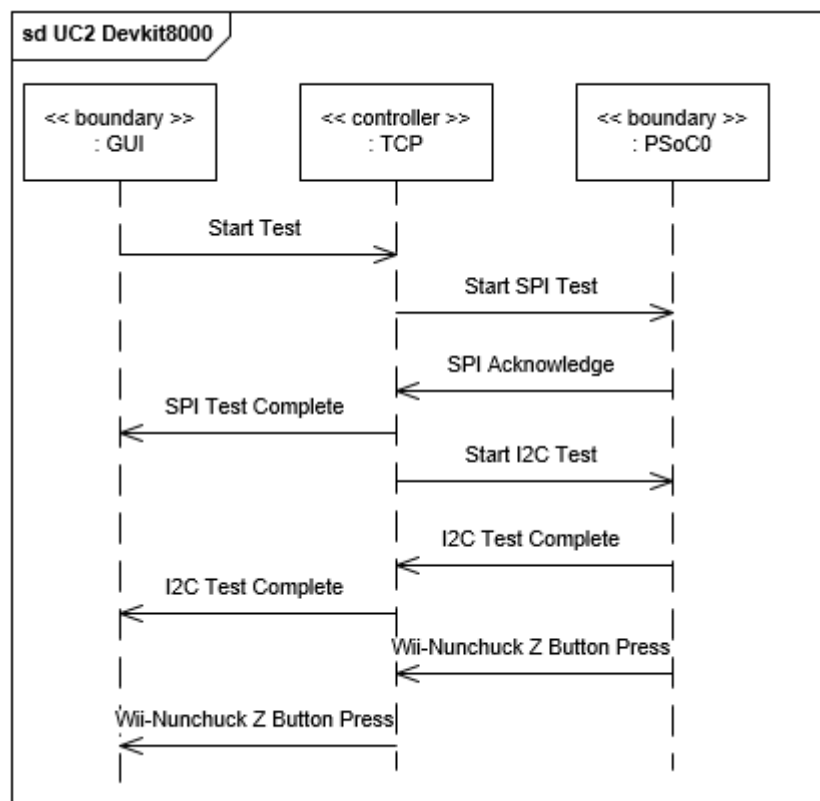 sd UC2 Devkit8000
<< boundary >>
: GUI
<< controller >>
: TCP
<< boundary >>
: PSoC0
Start Test
Start SPI Test
SPI Acknowledge
SPI Test Complete
Start I2C Test
I2C Test Complete
I2C Test Complete
Wii-Nunchuck Z Button Press
Wii-Nunchuck Z Button Press